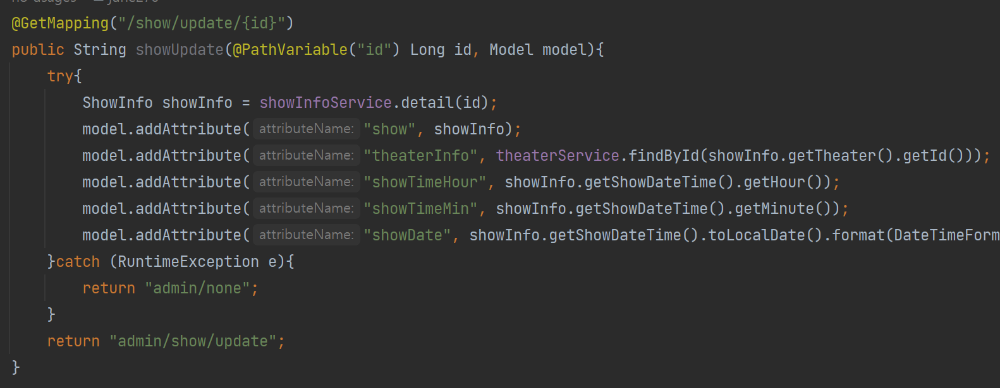 @GetMapping("/show/update/{id}")
public String showUpdate(@PathVariable("id") Long id, Model model){
try{
ShowInfo showInfo = showInfoService.detail(id);
model.addAttribute( attributeName: "show", showInfo);
model.addAttribute( attributeName: "theaterInfo", theaterService.findById(showInfo.getTheater().getId()));
model.addAttribute( attributeName: "showTimeHour", showInfo.getShowDateTime().getHour());
model.addAttribute( attributeName: "showTimeMin", showInfo.getShowDateTime().getMinute());
model.addAttribute( attributeName: "showDate", showInfo.getShowDateTime().toLocalDate().format(DateTimeForm
}catch (RuntimeException e){
return "admin/none";
}
return "admin/show/update";
}